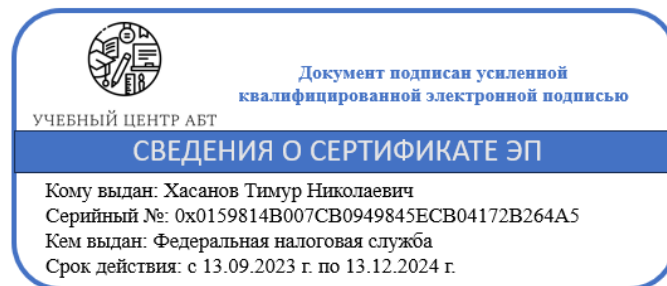 Документ подписан усиленной
квалифицированной электронной подписью
УЧЕБНЫЙ ЦЕНТР АБТ
СВЕДЕНИЯ О СЕРТИФИКАТЕ ЭП
Кому выдан: Хасанов Тимур Николаевич
Серийный №: 0x0159814B007CB0949845ECB04172B264A5
Кем выдан: Федеральная налоговая служба
Срок действия: с 13.09.2023 г. по 13.12.2024 г.